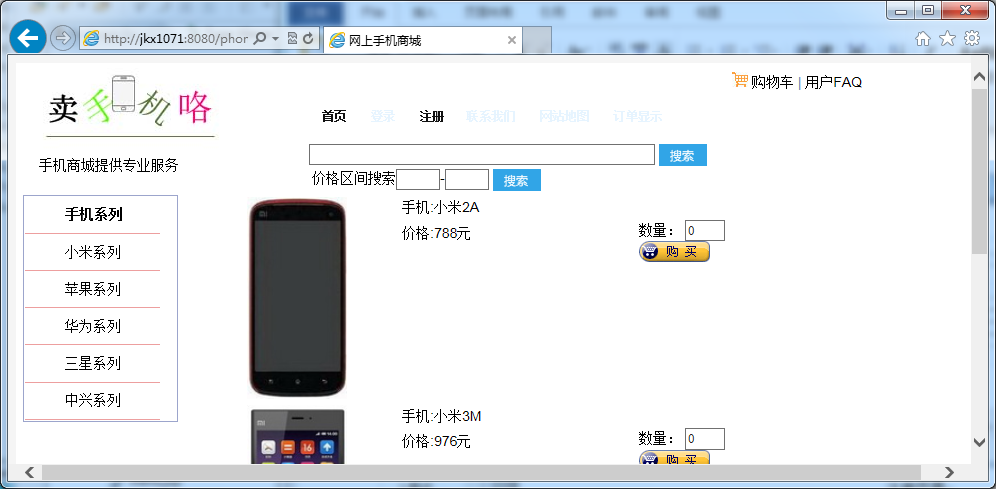 http://jkx1071:8080/phor
网上手机商城
卖手机咯
购物车 | 用户FAQ
首页 登录 注册 联系我们 网站地图 订单显示
搜索
手机商城提供专业服务
价格区间搜索 - 搜索
手机系列
小米系列
苹果系列
华为系列
三星系列
中兴系列
手机:小米2A
价格:788元
数量： 0
购 买
手机:小米3M
价格:976元
数量： 0
购 买